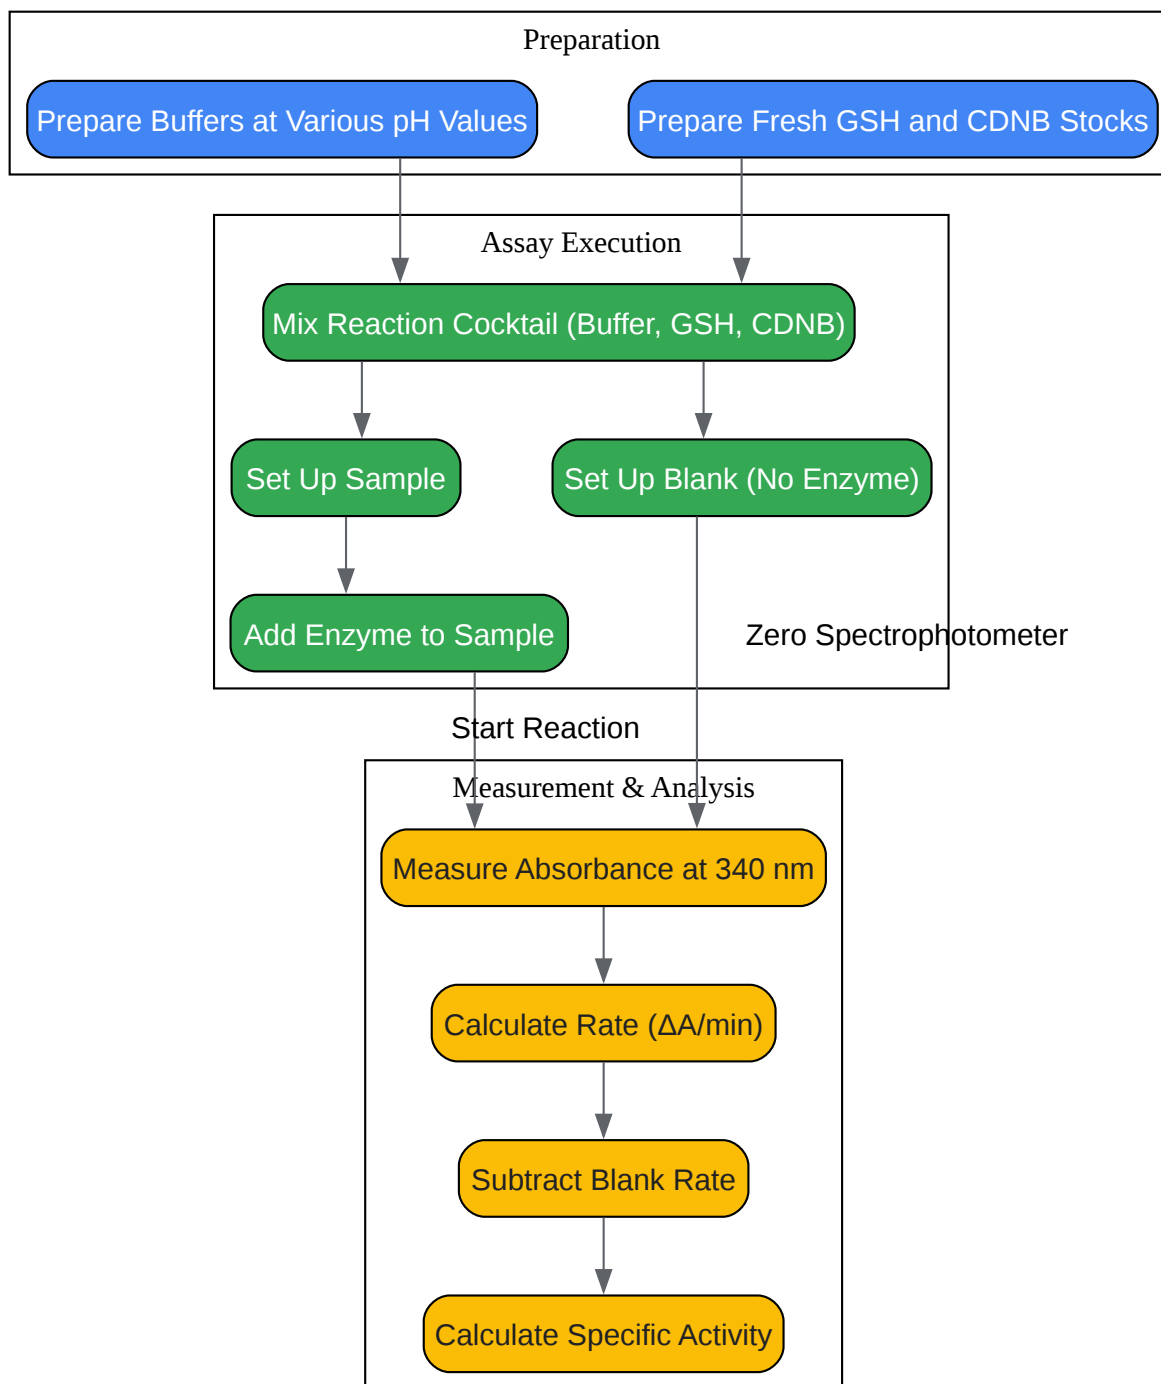 Preparation
Prepare Buffers at Various pH Values
Prepare Fresh GSH and CDNB Stocks
Assay Execution
Mix Reaction Cocktail (Buffer, GSH, CDNB)
Set Up Sample
Set Up Blank (No Enzyme)
Add Enzyme to Sample
Zero Spectrophotometer
Start Reaction
Measurement & Analysis
Measure Absorbance at 340 nm
Calculate Rate (ΔA/min)
Subtract Blank Rate
Calculate Specific Activity